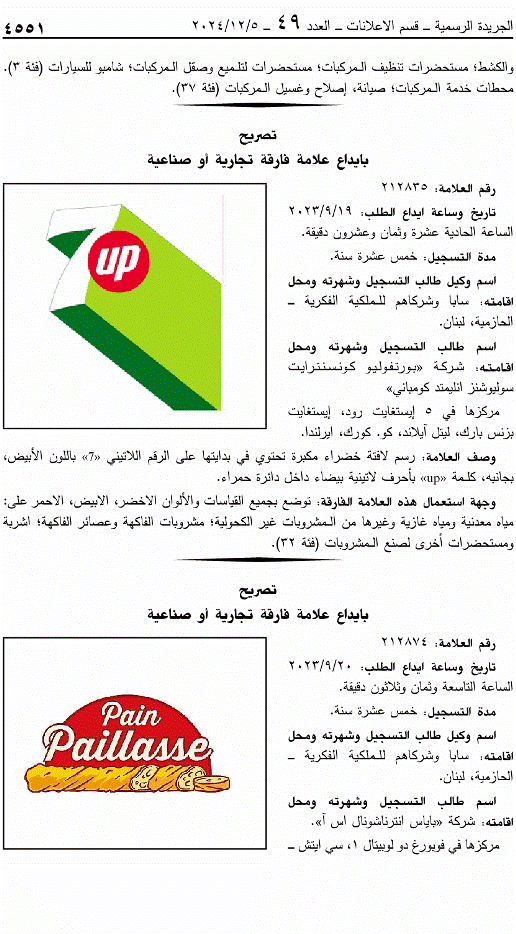 الجريدة الرسمية ــ قسم الاعلانات ــ العدد ٤٩ ــ ٢٠٢٤/١٢/٥ ٤٥٥١
والكشط؛ مستحضرات تنظيف المركبات؛ مستحضرات لتلميع وصقل المركبات؛ شامبو للسيارات (فئة ٣).
محطات خدمة المركبات؛ صيانة، إصلاح وغسيل المركبات (فئة ٣٧).
تصريح
بايداع علامة فارقة تجارية أو صناعية
رقم العلامة: ٢١٢٨٣٥
تاريخ وساعة ايداع الطلب: ٢٠٢٣/٩/١٩
الساعة الحادية عشرة وثمان وعشرون دقيقة.
مدة التسجيل: خمس عشرة سنة.
اسم وكيل طالب التسجيل وشهرته ومحل
اقامته: سابا وشركاهم للملكية الفكرية ــ
الحازمية، لبنان.
اسم طالب التسجيل وشهرته ومحل
اقامته: شركة «بورتفوليو كونسنترايت
سوليوشنز انليمتد كومباني»
مركزها في ٥ إيستغايت رود، إيستغايت
بزنس بارك، ليتل آيلاند، كو. كورك، ايرلندا.
up
وصف العلامة: رسم لافتة خضراء مكبرة تحتوي في بدايتها على الرقم اللاتيني «7» باللون الأبيض،
بجانبه، كلمة «up» بأحرف لاتينية بيضاء داخل دائرة حمراء.
وجهة استعمال هذه العلامة الفارقة: توضع بجميع القياسات والألوان الاخضر، الابيض، الاحمر على:
مياه معدنية ومياه غازية وغيرها من المشروبات غير الكحولية؛ مشروبات الفاكهة وعصائر الفاكهة؛ اشربة
ومستحضرات أخرى لصنع المشروبات (فئة ٣٢).
تصريح
بايداع علامة فارقة تجارية أو صناعية
رقم العلامة: ٢١٢٨٧٤
تاريخ وساعة ايداع الطلب: ٢٠٢٣/٩/٢٠
الساعة التاسعة وثمان وثلاثون دقيقة.
مدة التسجيل: خمس عشرة سنة.
اسم وكيل طالب التسجيل وشهرته ومحل
اقامته: سابا وشركاهم للملكية الفكرية ــ
الحازمية، لبنان.
اسم طالب التسجيل وشهرته ومحل
اقامته: شركة «باياس انترناشونال اس آ».
مركزها في فوبورغ دو لوبيتال ١، سي ايتش ــ
Pain
Paillasse